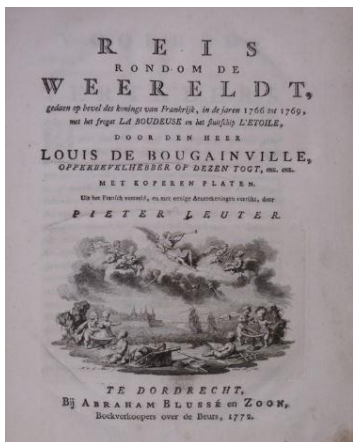 REIS
RONDOM DE
WEERELDT,
gedaan op bevel des konings van Frankrijk, in de jaren 1766 tot 1769,
met het fregat LA BOUDEUSE en het fluitschip L'ETOILE,
DOOR DEN HEER
LOUIS DE BOUGAINVILLE,
OPPERBEVELHEBBER OP DEZEN TOGT, enz. enz.
MET KOPEREN PLATEN.
Uit het Fransch vertaald, en met eenige Aanteekeningen verrijkt, door
PIETER LEUTER.
TE DORDRECHT,
Bij ABRAHAM BLUSSÉ en ZOON,
Boekverkoopers over de Beurs, 1772.